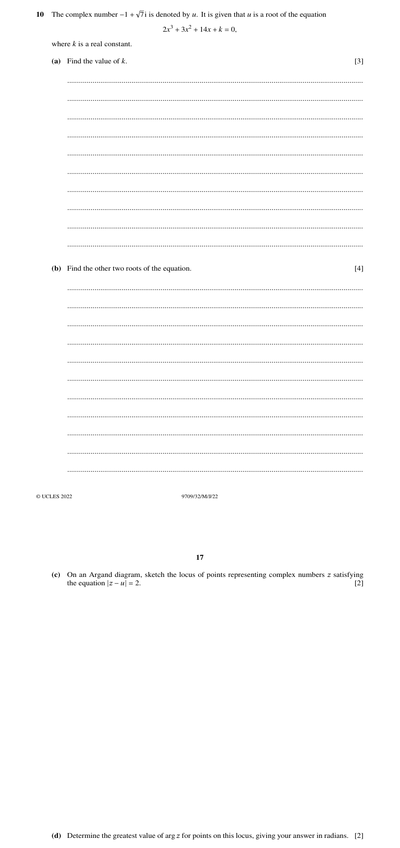 10 The complex number −1 + √7 i is denoted by u. It is given that u is a root of the equation
2x³ + 3x² + 14x + k = 0,
where k is a real constant.
(a) Find the value of k. [3]
(b) Find the other two roots of the equation. [4]
© UCLES 2022 9709/32/M/J/22
17
(c) On an Argand diagram, sketch the locus of points representing complex numbers z satisfying
the equation |z − u| = 2. [2]
(d) Determine the greatest value of arg z for points on this locus, giving your answer in radians. [2]